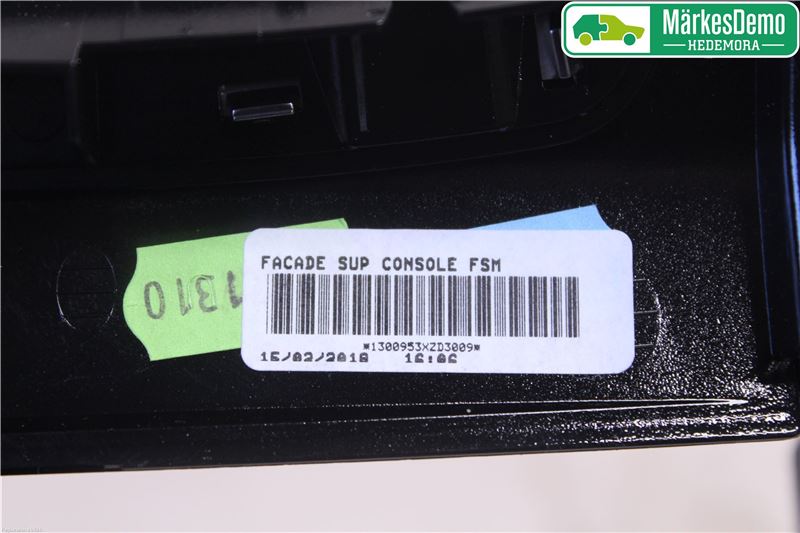 MärkesDemo
HEDEMORA
FACADE SUP CONSOLE FSM
*1300953XZD3009*
15/02/2018 16:06
1310